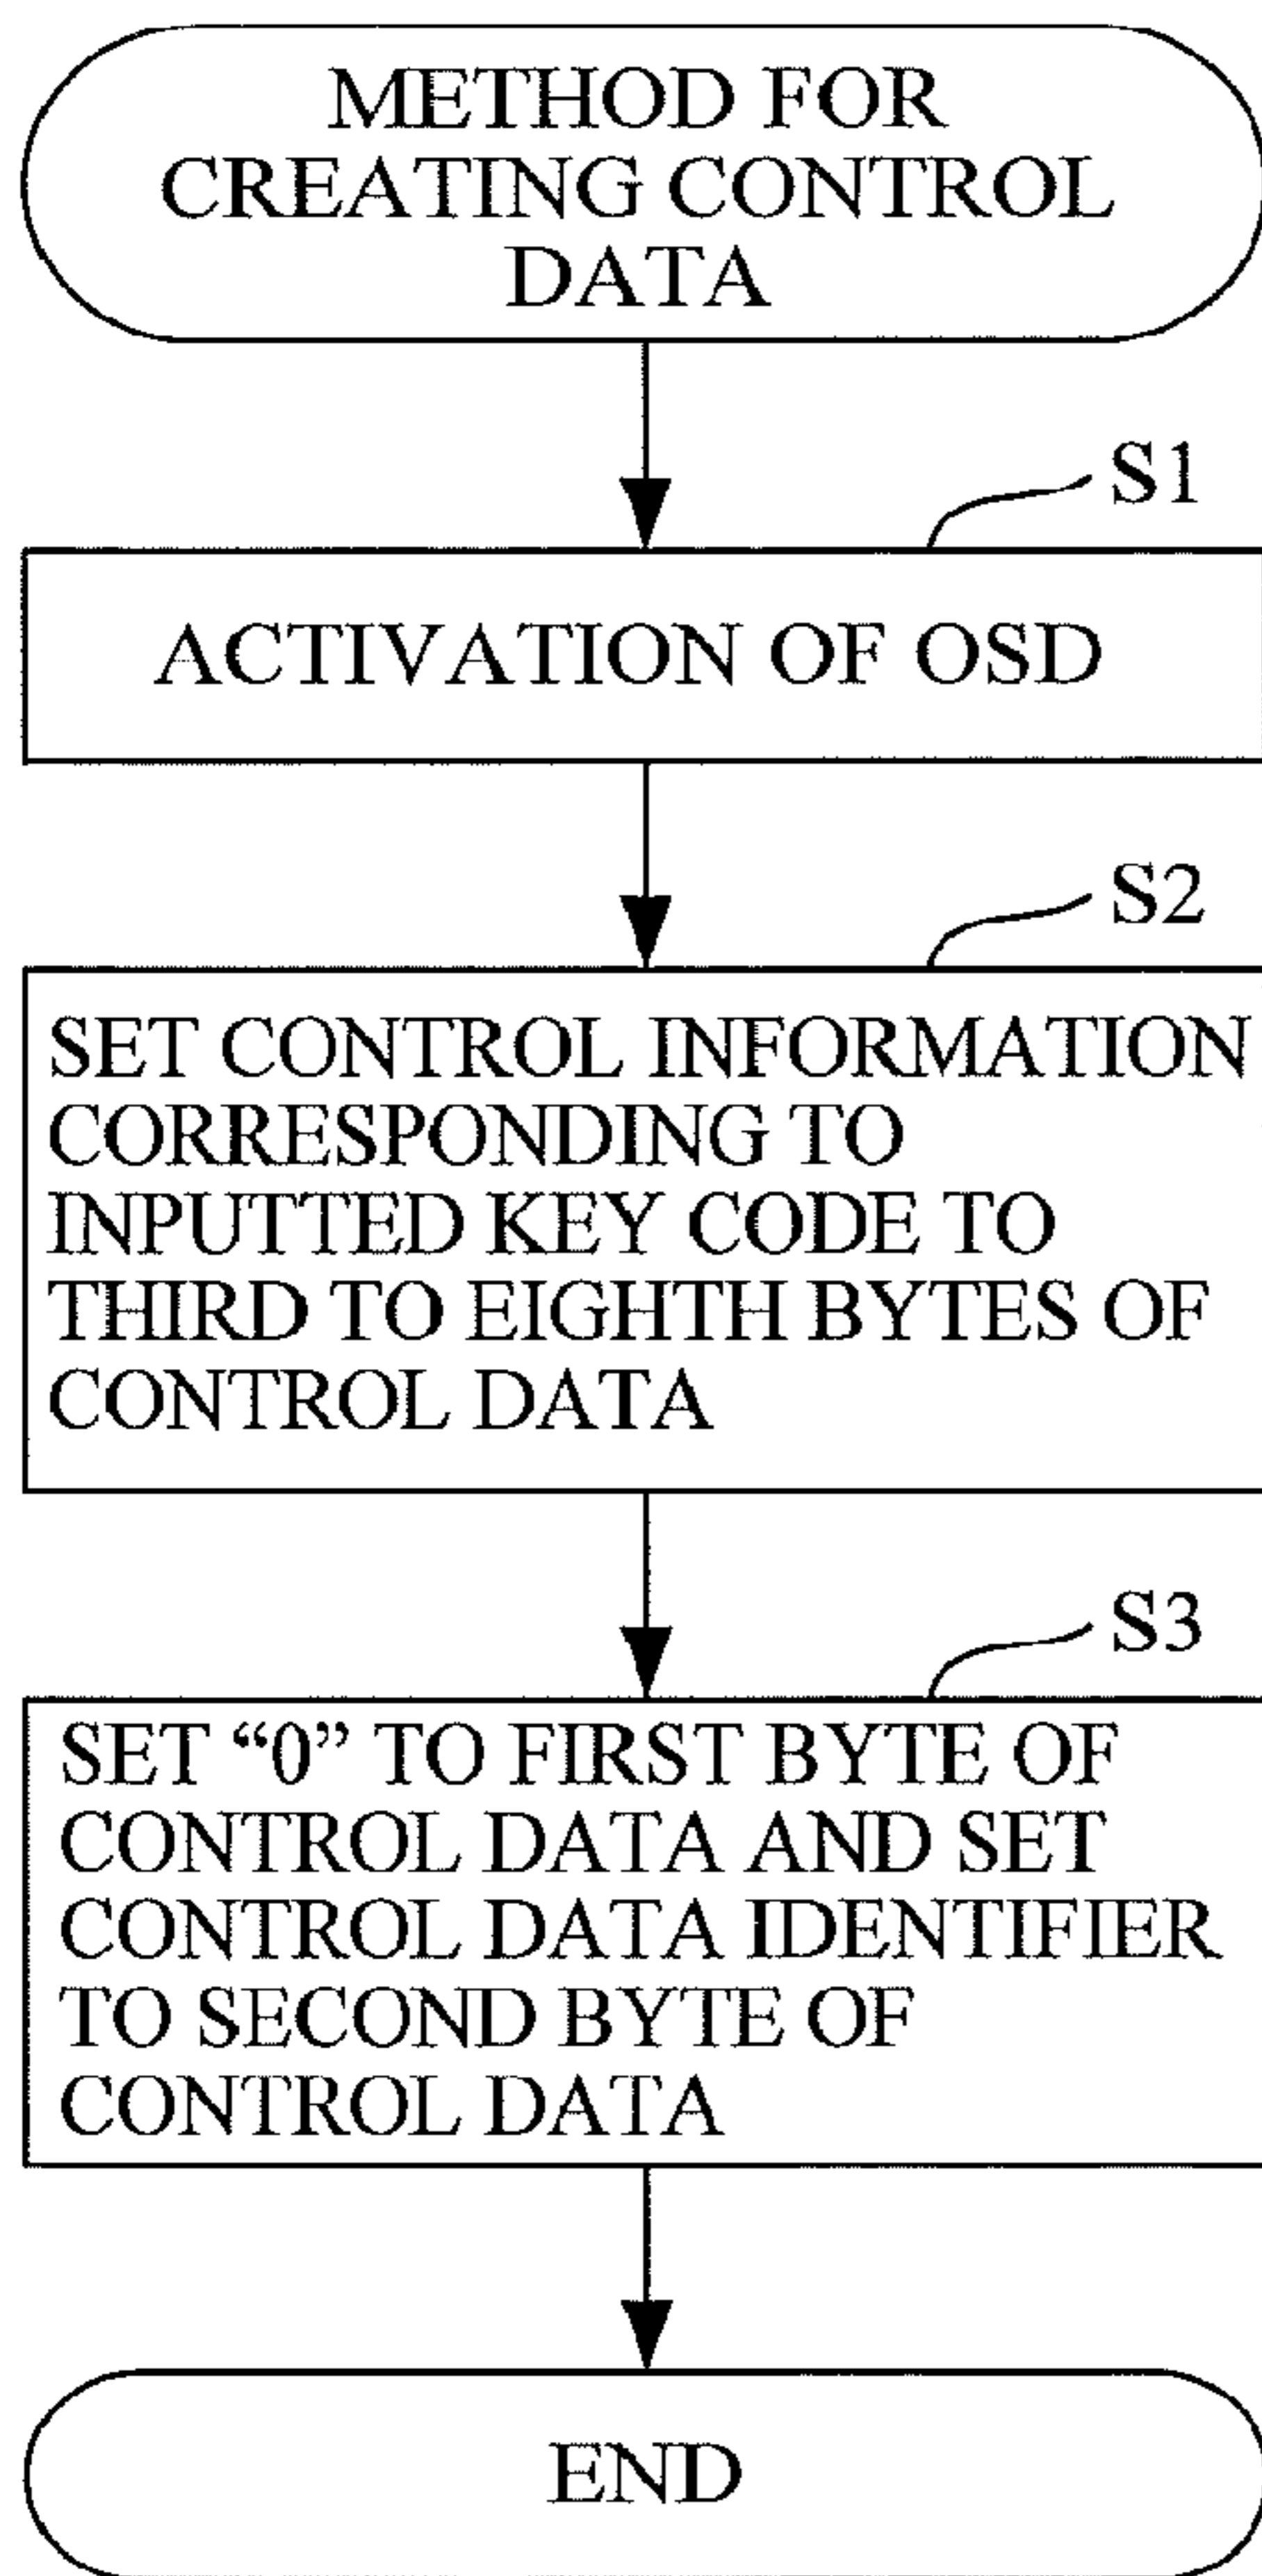 METHOD FOR
CREATING CONTROL
DATA
S1
ACTIVATION OF OSD
S2
SET CONTROL INFORMATION
CORRESPONDING TO
INPUTTED KEY CODE TO
THIRD TO EIGHTH BYTES OF
CONTROL DATA
S3
SET “0” TO FIRST BYTE OF
CONTROL DATA AND SET
CONTROL DATA IDENTIFIER
TO SECOND BYTE OF
CONTROL DATA
END